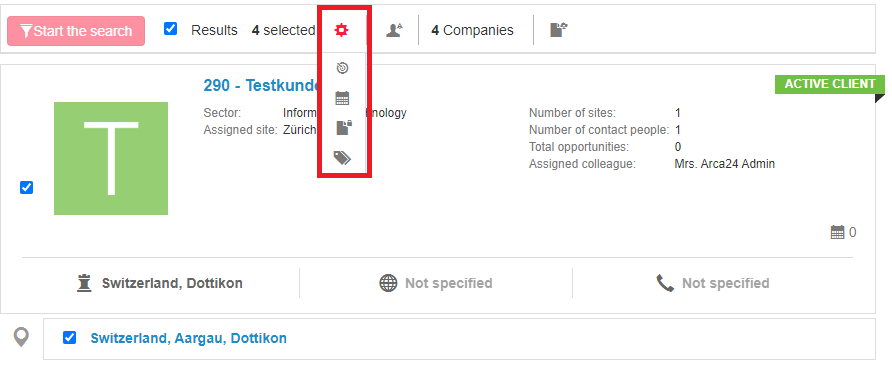 Start the search Results 4 selected 4 Companies
290 - Testkunde
ACTIVE CLIENT
T
Sector: Inform nology
Assigned site: Zürich
Number of sites: 1
Number of contact people: 1
Total opportunities: 0
Assigned colleague: Mrs. Arca24 Admin
0
Switzerland, Dottikon Not specified Not specified
Switzerland, Aargau, Dottikon